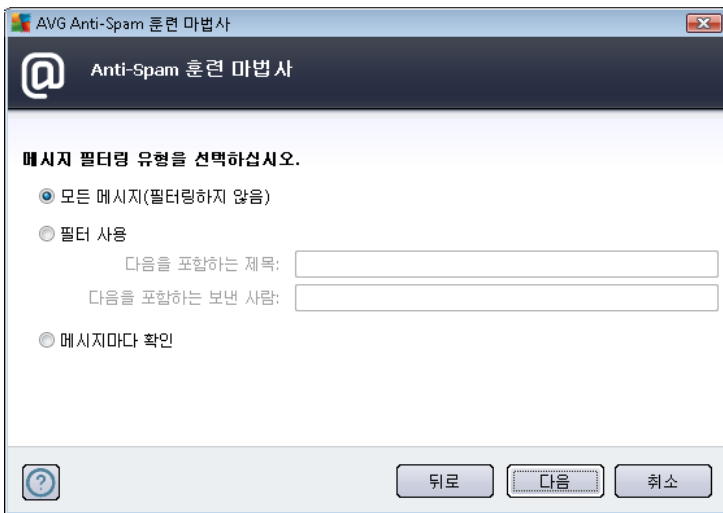 AVG Anti-Spam 훈련 마법사
Anti-Spam 훈련 마법사
메시지 필터링 유형을 선택하십시오.
모든 메시지(필터링하지 않음)
필터 사용
다음을 포함하는 제목:
다음을 포함하는 보낸 사람:
메시지마다 확인
뒤로 다음 취소